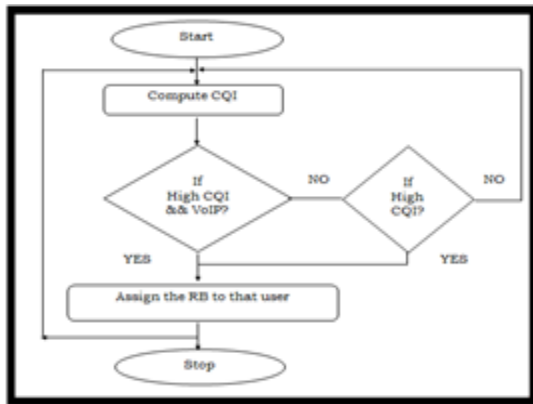 Start
Compute CQI
If
High CQI
&& VoIP?
NO
If
High
CQI?
NO
YES
YES
Assign the RB to that user
Stop